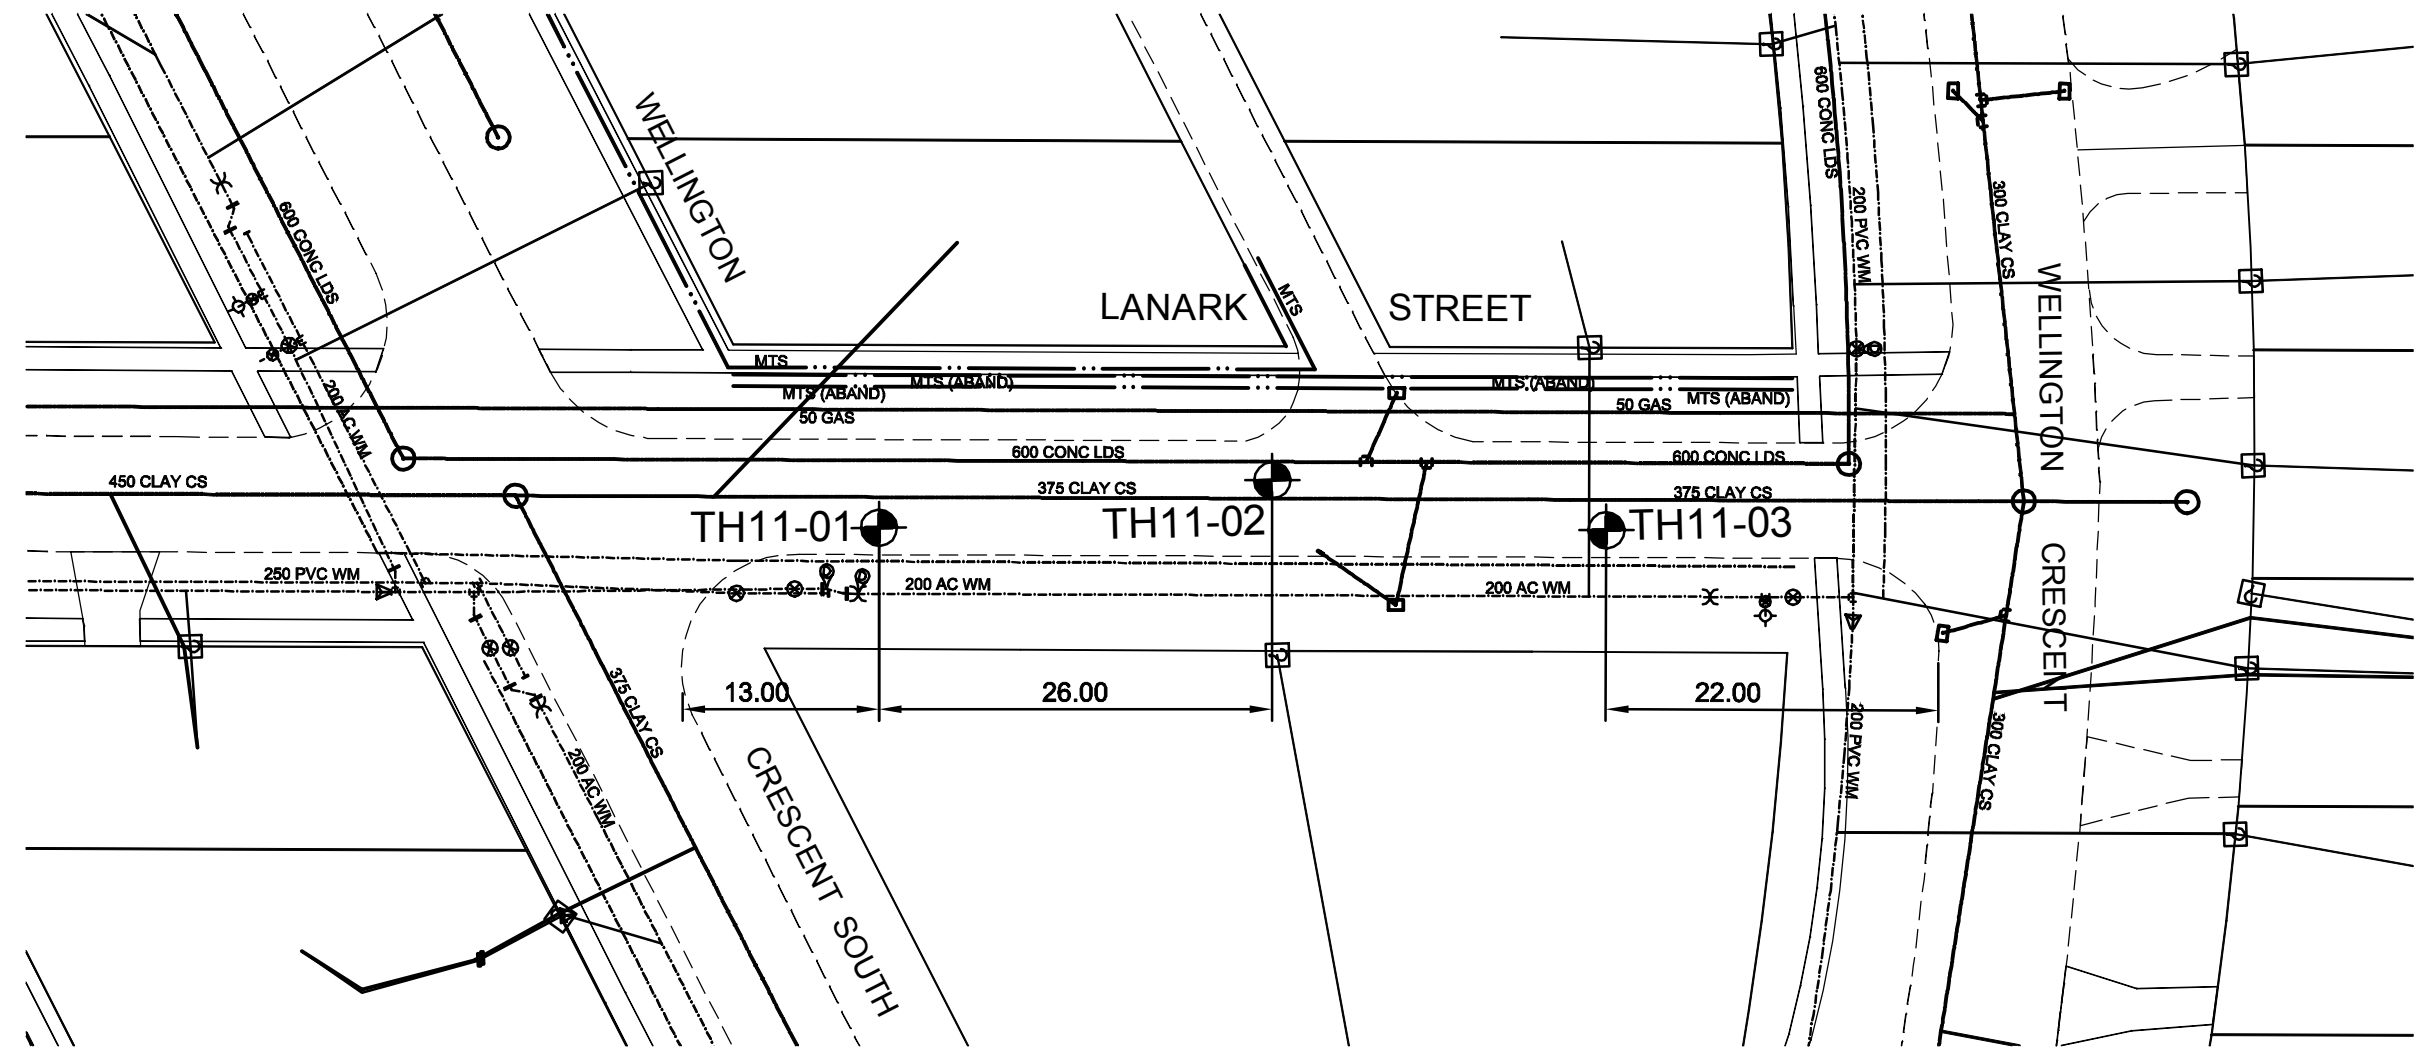 WELLINGTON
600 CONC LDS
600 CONC LDS
200 PVC WM
300 CLAY CS
WELLINGTON
LANARK STREET
MTS
MTS
200 AC WM
MTS (ABAND)
MTS (ABAND)
MTS (ABAND)
MTS (ABAND)
50 GAS
50 GAS
600 CONC LDS
600 CONC LDS
450 CLAY CS
375 CLAY CS
375 CLAY CS
TH11-01
TH11-02
TH11-03
CRESCENT
250 PVC WM
200 AC WM
200 AC WM
375 CLAY CS
13.00
26.00
22.00
200 PVC WM
300 CLAY CS
200 AC WM
CRESCENT SOUTH